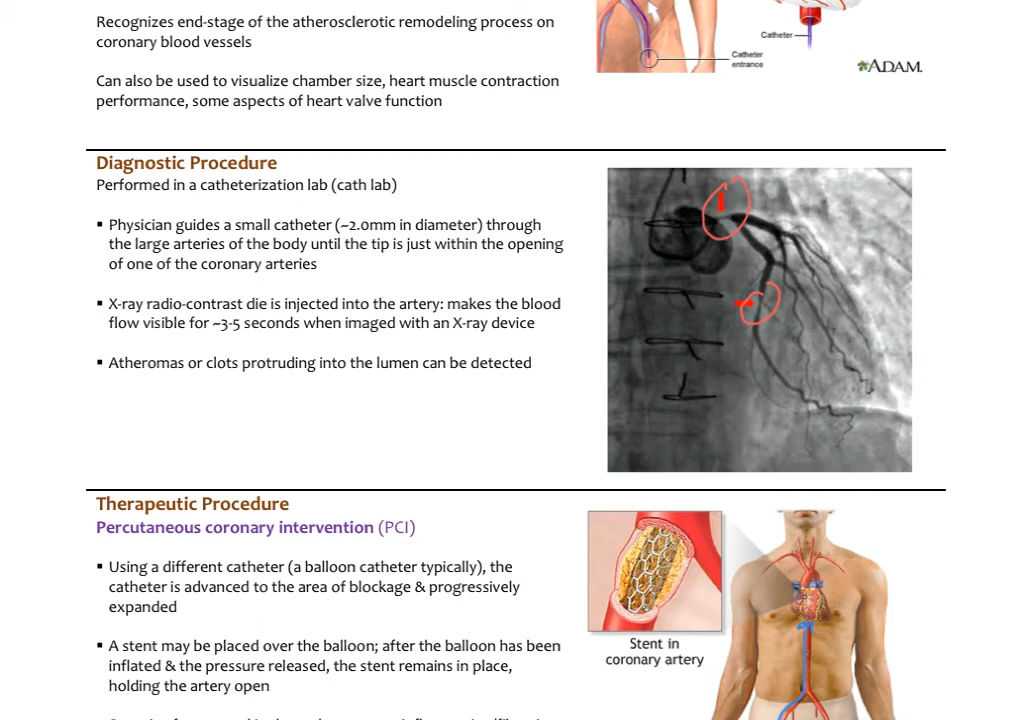 Recognizes end-stage of the atherosclerotic remodeling process on
coronary blood vessels
Can also be used to visualize chamber size, heart muscle contraction
performance, some aspects of heart valve function
Catheter
Catheter
entrance
ADAM.
Diagnostic Procedure
Performed in a catheterization lab (cath lab)
▪ Physician guides a small catheter (~2.0mm in diameter) through
the large arteries of the body until the tip is just within the opening
of one of the coronary arteries
▪ X-ray radio-contrast die is injected into the artery: makes the blood
flow visible for ~3-5 seconds when imaged with an X-ray device
▪ Atheromas or clots protruding into the lumen can be detected
Therapeutic Procedure
Percutaneous coronary intervention (PCI)
▪ Using a different catheter (a balloon catheter typically), the
catheter is advanced to the area of blockage & progressively
expanded
▪ A stent may be placed over the balloon; after the balloon has been
inflated & the pressure released, the stent remains in place,
holding the artery open
Stent in
coronary artery